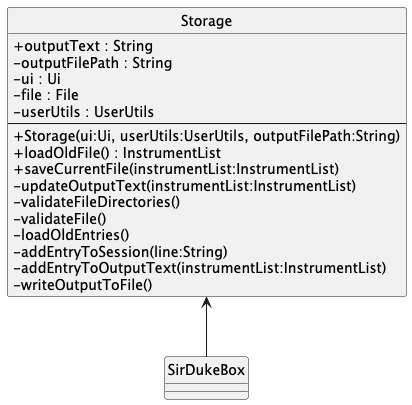 Storage
+outputText : String
-outputFilePath : String
-ui : Ui
-file : File
-userUtils : UserUtils
+Storage(ui:Ui, userUtils:UserUtils, outputFilePath:String)
+loadOldFile() : InstrumentList
+saveCurrentFile(instrumentList:InstrumentList)
-updateOutputText(instrumentList:InstrumentList)
-validateFileDirectories()
-validateFile()
-loadOldEntries()
-addEntryToSession(line:String)
-addEntryToOutputText(instrumentList:InstrumentList)
-writeOutputToFile()
SirDukeBox